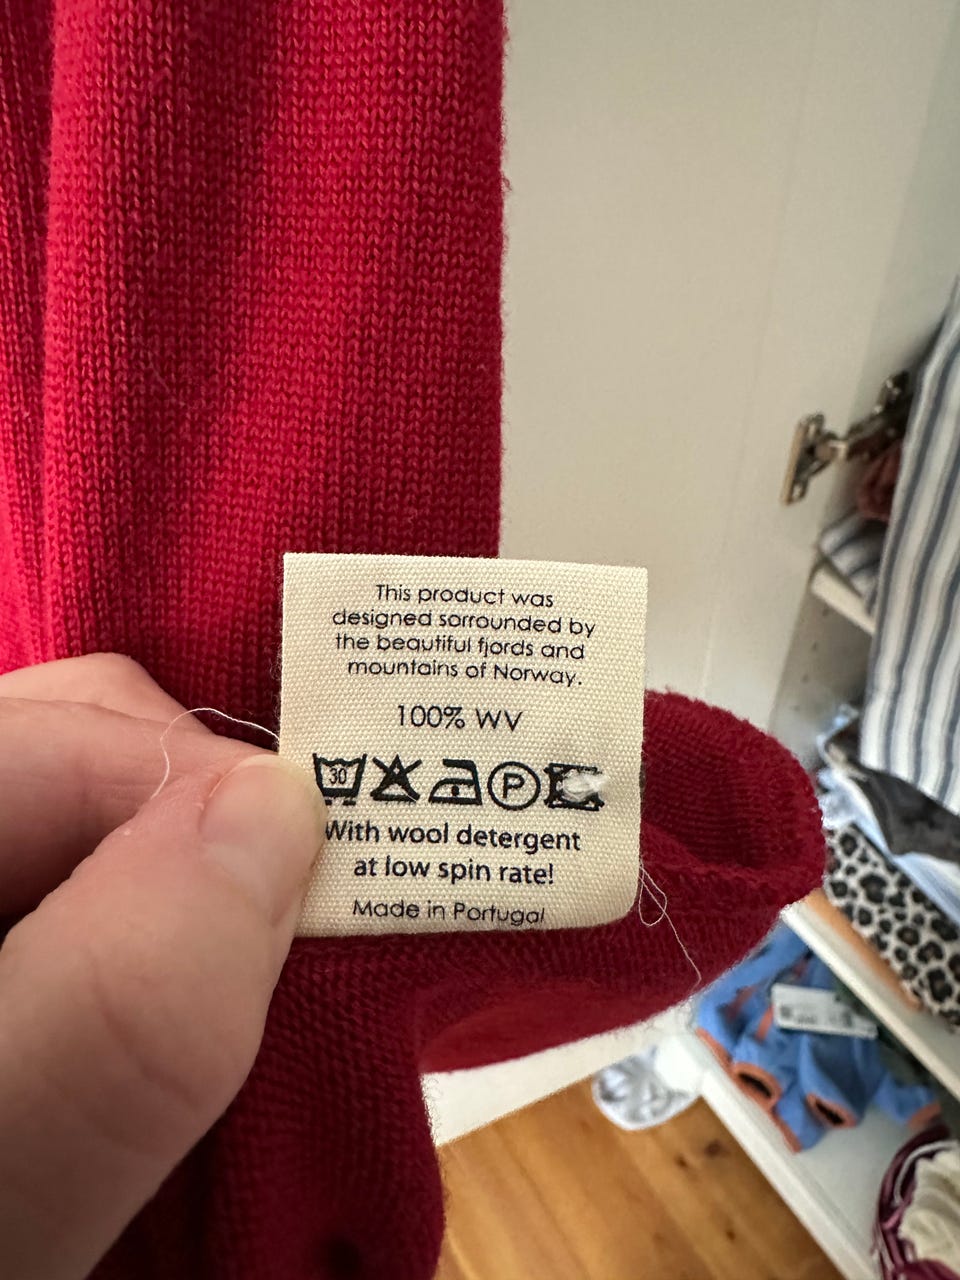 This product was
designed sorrounded by
the beautiful fjords and
mountains of Norway.
100% WV
30 P
With wool detergent
at low spin rate!
Made in Portugal